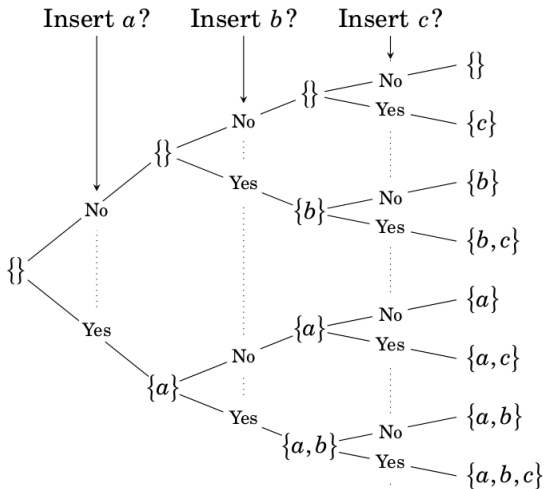 Insert a? Insert b? Insert c?
{}
{} No
No Yes {c}
{}
Yes No {b}
No {b} Yes {b,c}
{}
Yes No {a}
{a} Yes {a,c}
No
{a}
Yes No {a,b}
{a,b} Yes {a,b,c}